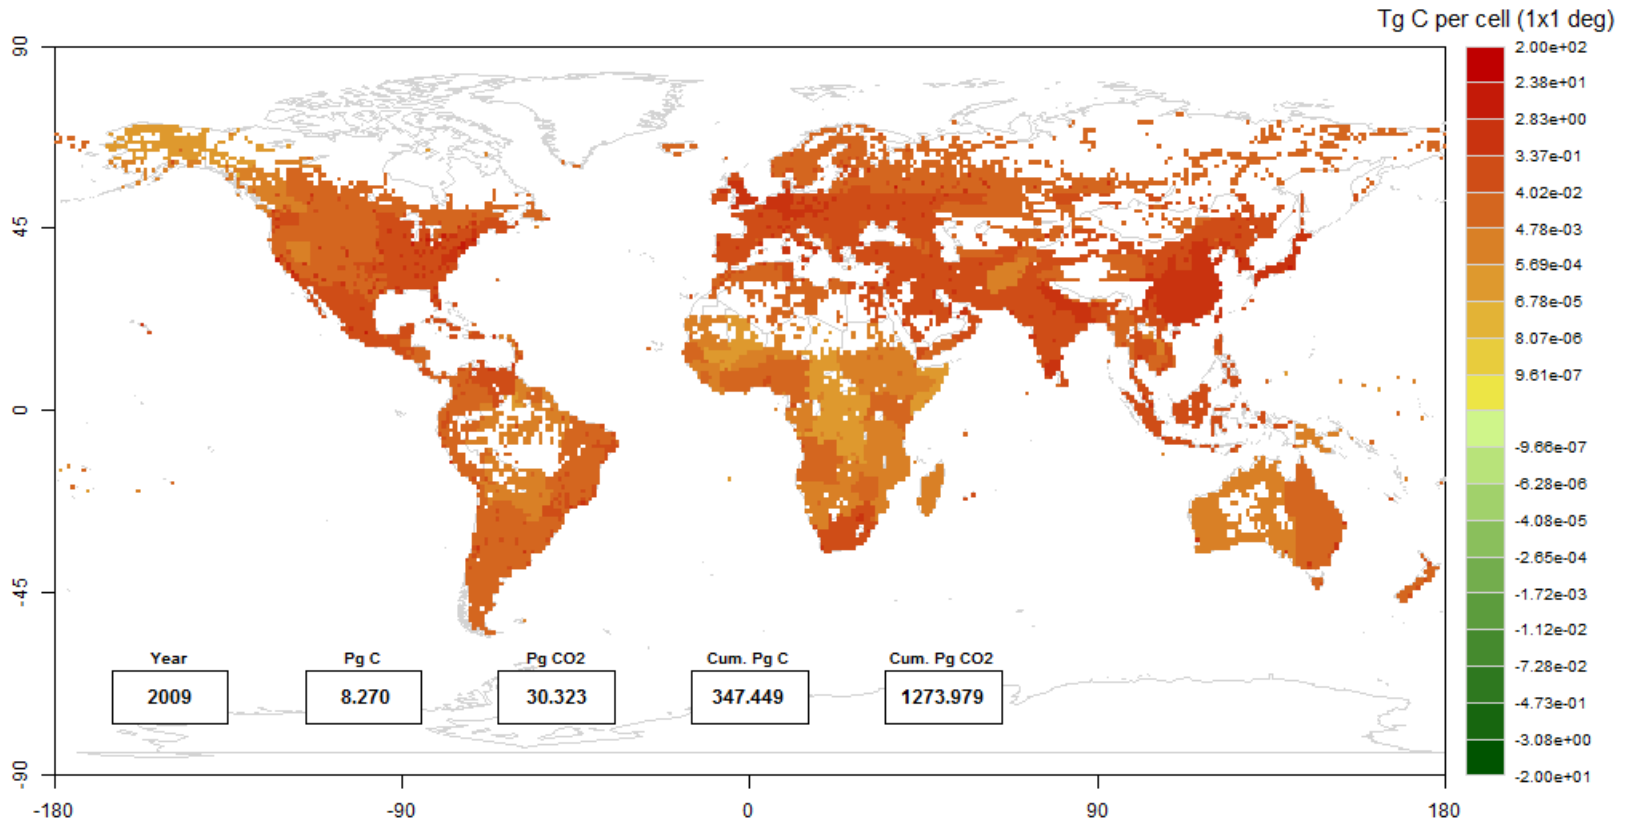 Tg C per cell (1x1 deg)
90
45
0
-45
-90
2.00e+02
2.38e+01
2.83e+00
3.37e-01
4.02e-02
4.78e-03
5.69e-04
6.78e-05
8.07e-06
9.61e-07
-9.66e-07
-6.28e-06
-4.08e-05
-2.65e-04
-1.72e-03
-1.12e-02
-7.28e-02
-4.73e-01
-3.08e+00
-2.00e+01
Year Pg C Pg CO2 Cum. Pg C Cum. Pg CO2
2009 8.270 30.323 347.449 1273.979
-180 -90 0 90 180